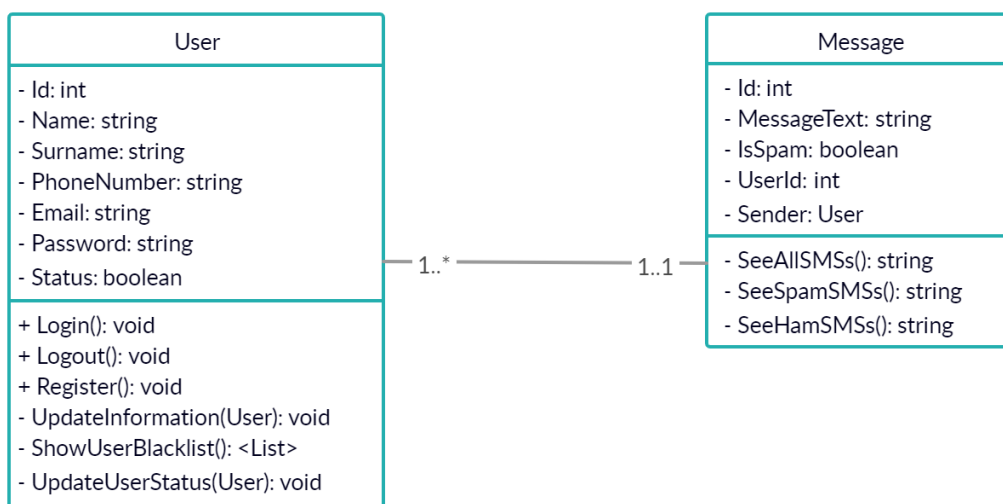 User
- Id: int
- Name: string
- Surname: string
- PhoneNumber: string
- Email: string
- Password: string
- Status: boolean
+ Login(): void
+ Logout(): void
+ Register(): void
- UpdateInformation(User): void
- ShowUserBlacklist(): <List>
- UpdateUserStatus(User): void
1..*
1..1
Message
- Id: int
- MessageText: string
- IsSpam: boolean
- UserId: int
- Sender: User
- SeeAllSMSs(): string
- SeeSpamSMSs(): string
- SeeHamSMSs(): string